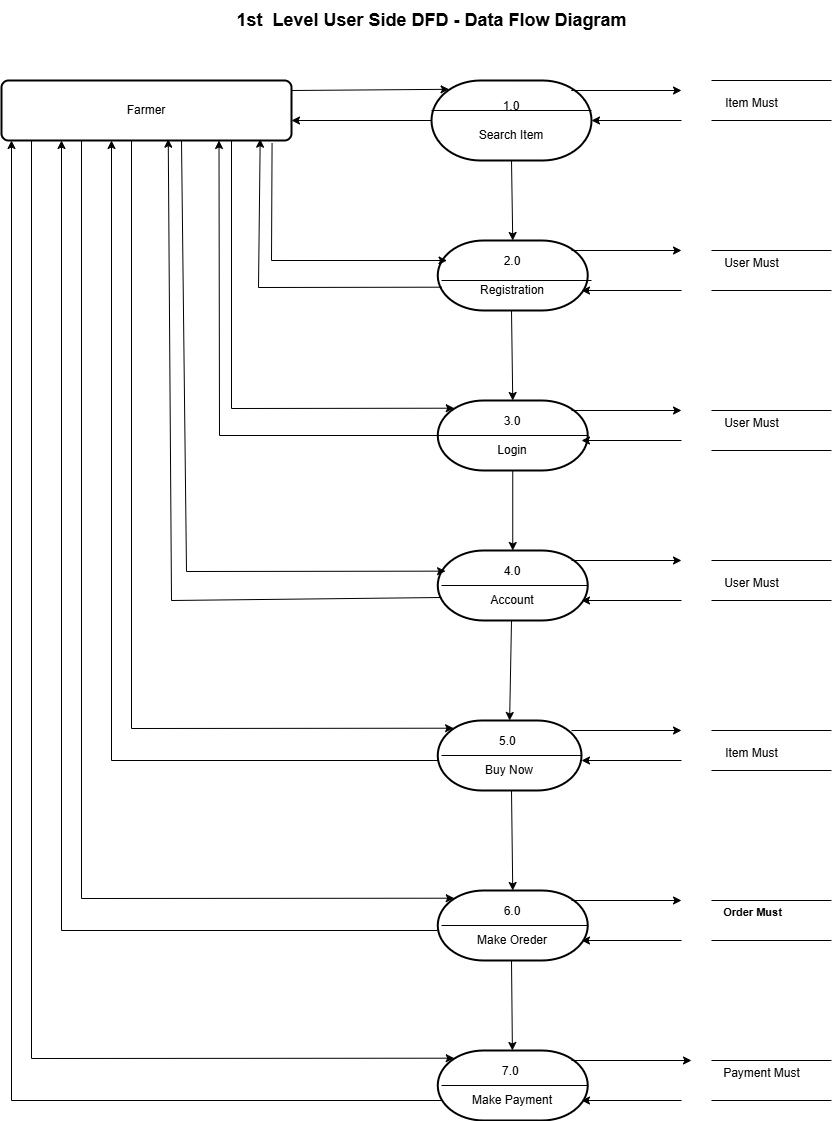 1st Level User Side DFD - Data Flow Diagram
Farmer
1.0
Search Item
Item Must
2.0
Registration
User Must
3.0
Login
User Must
4.0
Account
User Must
5.0
Buy Now
Item Must
6.0
Make Oreder
Order Must
7.0
Make Payment
Payment Must